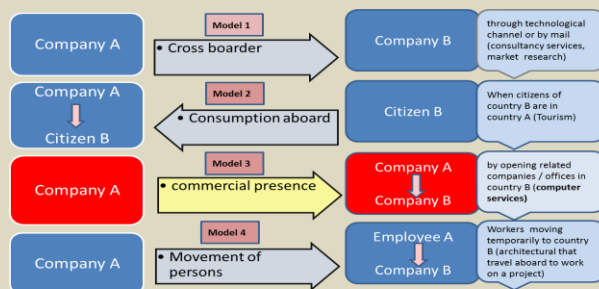 Model 1
Company A
• Cross boarder
Company B
through technological
channel or by mail
(consultancy services,
market research)
Model 2
Company A
Citizen B
• Consumption aboard
Citizen B
When citizens of
country B are in
country A (Tourism)
Model 3
Company A
• commercial presence
Company A
Company B
by opening related
companies / offices in
country B (computer
services)
Model 4
Company A
• Movement of
persons
Employee A
Company B
Workers moving
temporarily to country
B (architectural that
travel aboard to work
on a project)